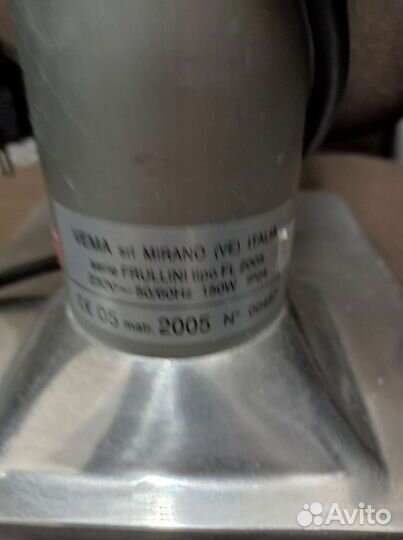 VEMA srl MIRANO (VE) ITALIA
serie FRULLINI tipo FL 2005
230V~ 50/60Hz 150W IP24
CE 05 matr. 2005 N°
Avito